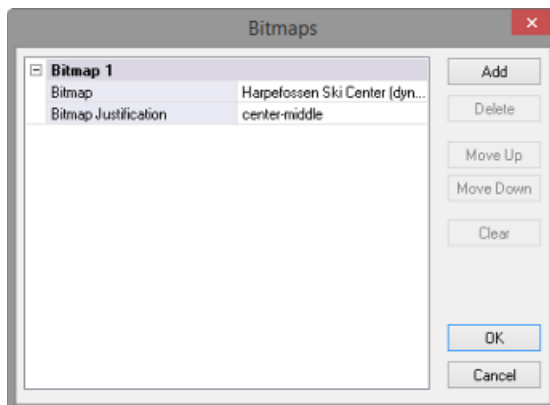 Bitmaps
Bitmap 1
Bitmap Harpefossen Ski Center (dyn...
Bitmap Justification center-middle
Add
Delete
Move Up
Move Down
Clear
OK
Cancel